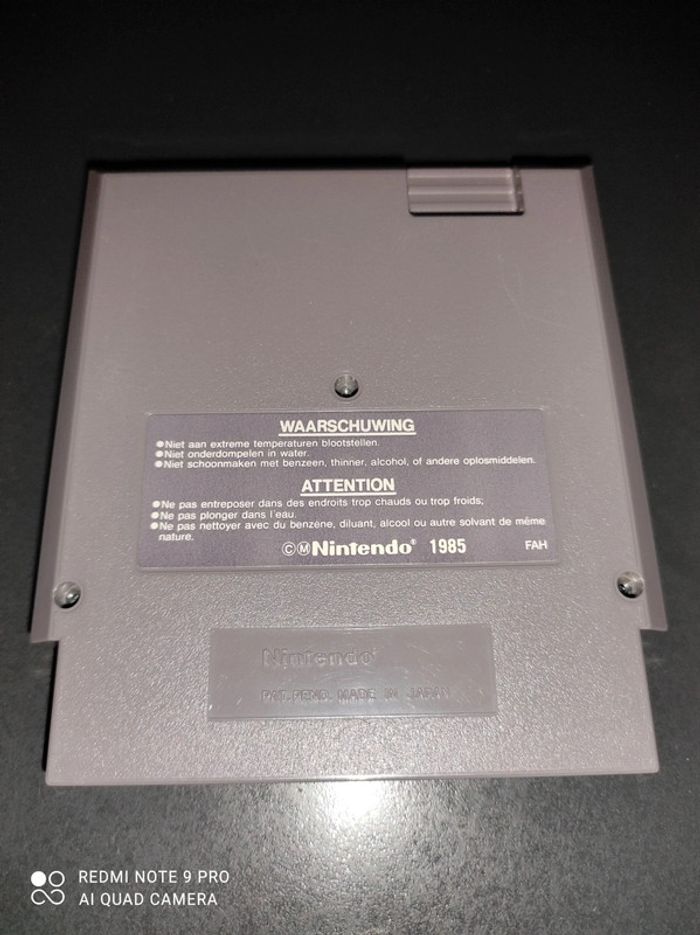 WAARSCHUWING
●Niet aan extreme temperaturen blootstellen.
●Niet onderdompelen in water.
●Niet schoonmaken met benzeen, thinner, alcohol, of andere oplosmiddelen.
ATTENTION
●Ne pas entreposer dans des endroits trop chauds ou trop froids;
●Ne pas plonger dans l'eau.
●Ne pas nettoyer avec du benzène, diluant, alcool ou autre solvant de même
nature.
ⒸⓂNintendo® 1985 FAH
Nintendo®
PAT. PEND. MADE IN JAPAN
REDMI NOTE 9 PRO
AI QUAD CAMERA